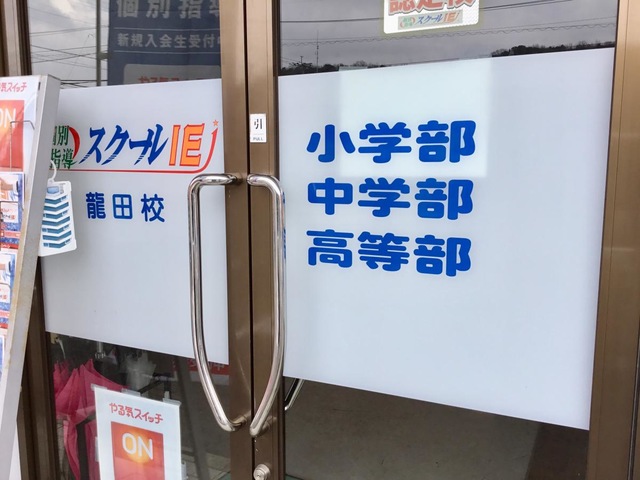 個別指導
新規入会生受付中
認定校
スクールIE
やる気スイッチ
ON
個別
指導
スクールIE
龍田校
引
PULL
小学部
中学部
高等部
やる気スイッチ
ON